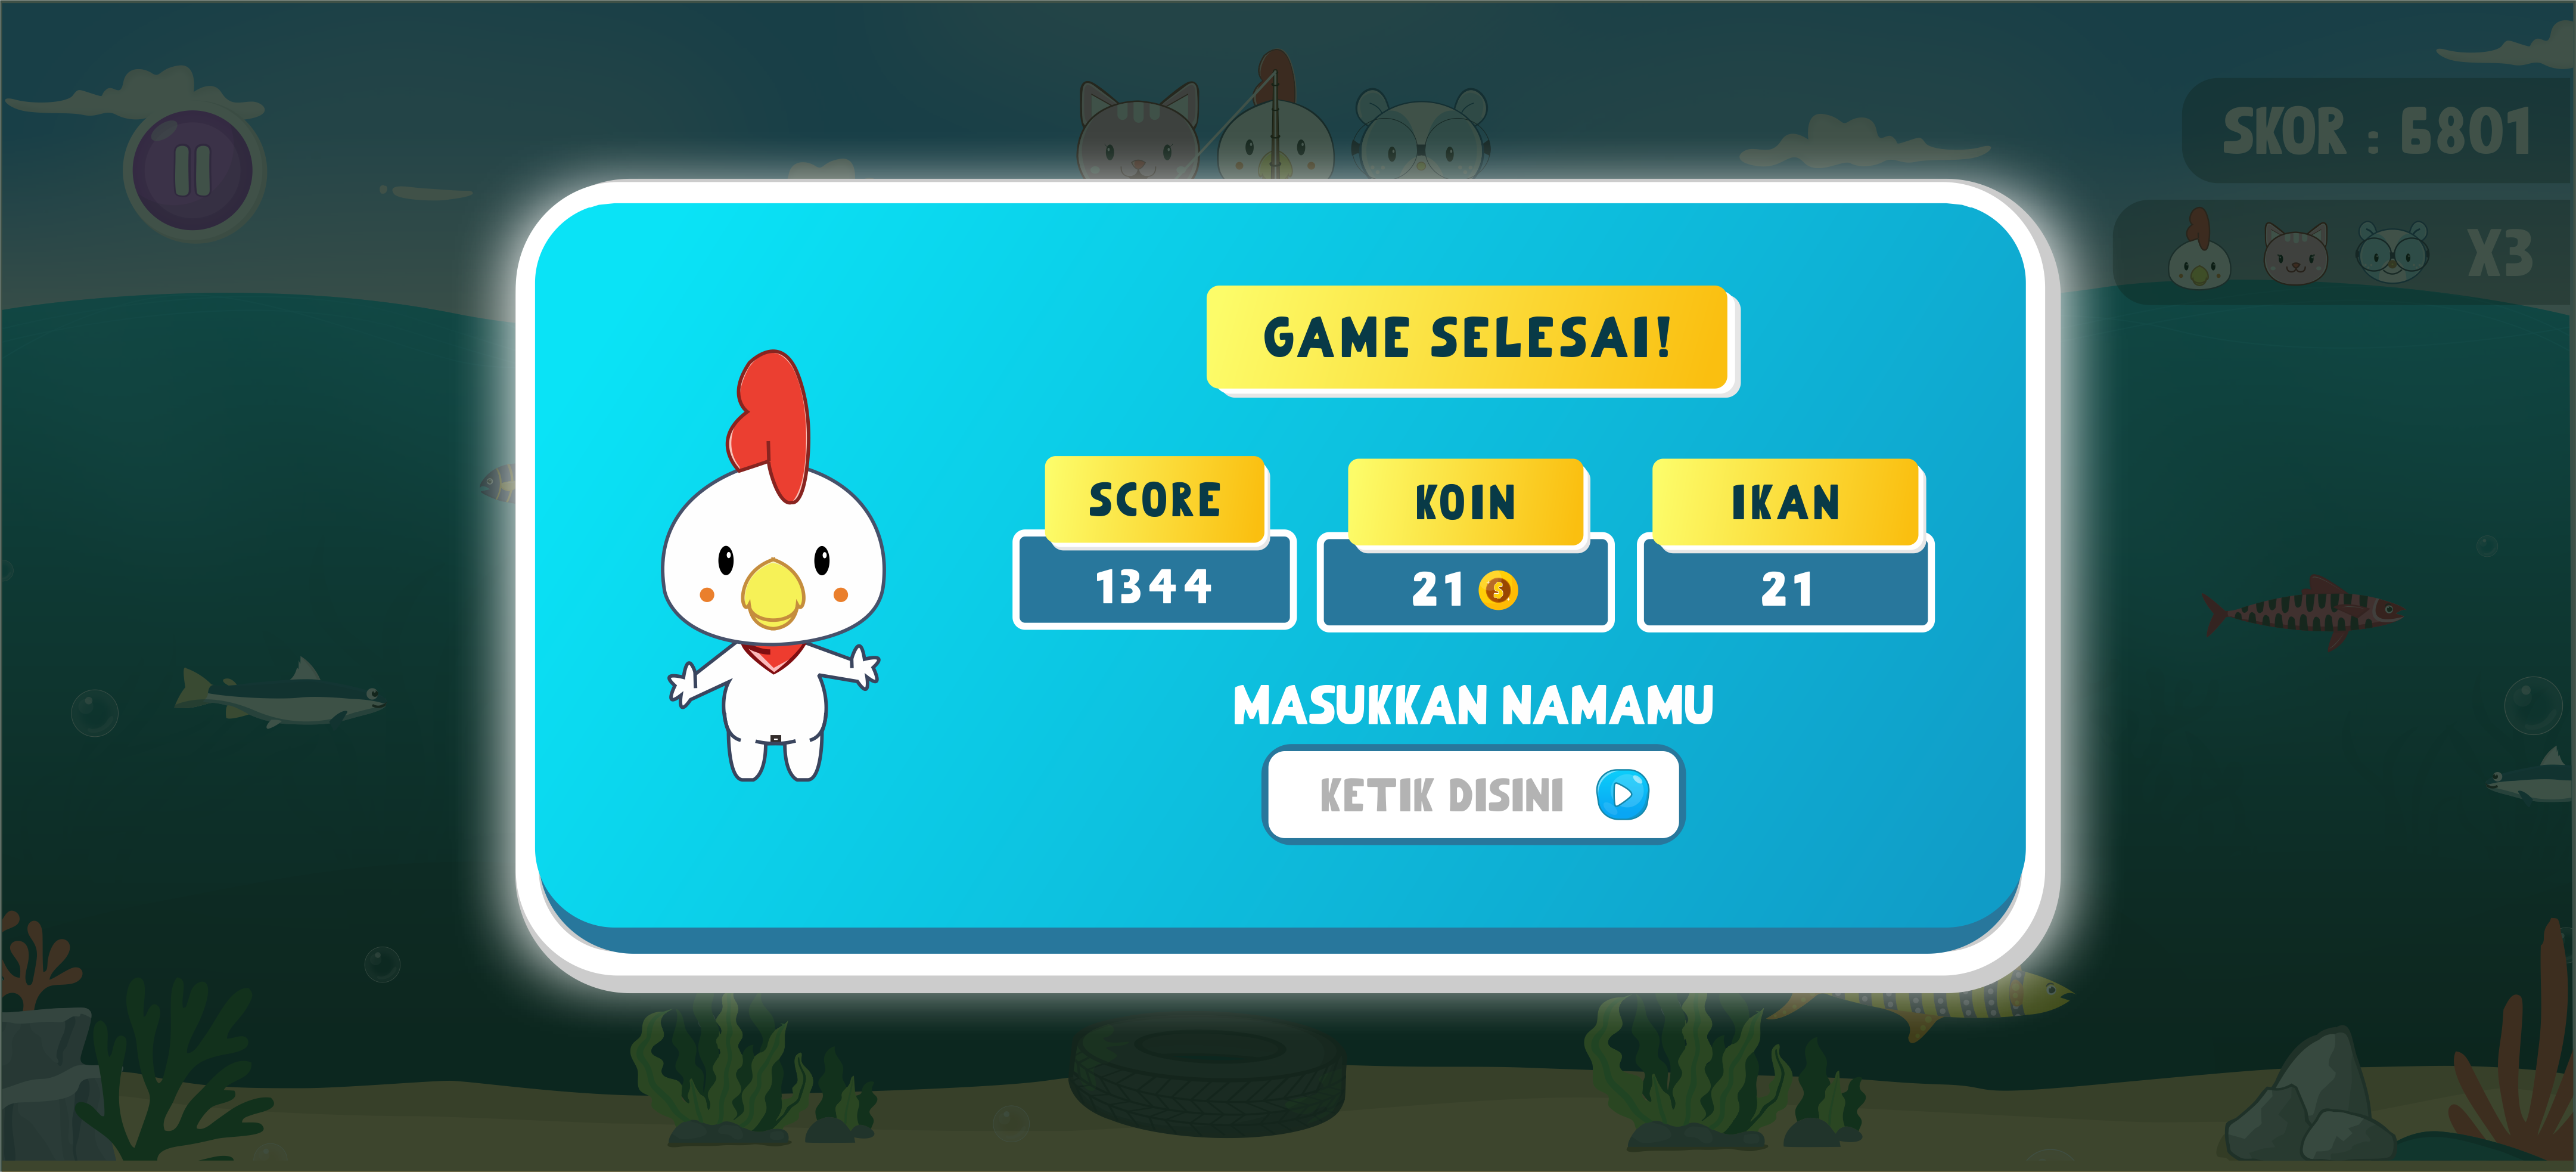 SKOR : 6801
X3
GAME SELESAI!
SCORE
KOIN
IKAN
1344
21
21
MASUKKAN NAMAMU
KETIK DISINI